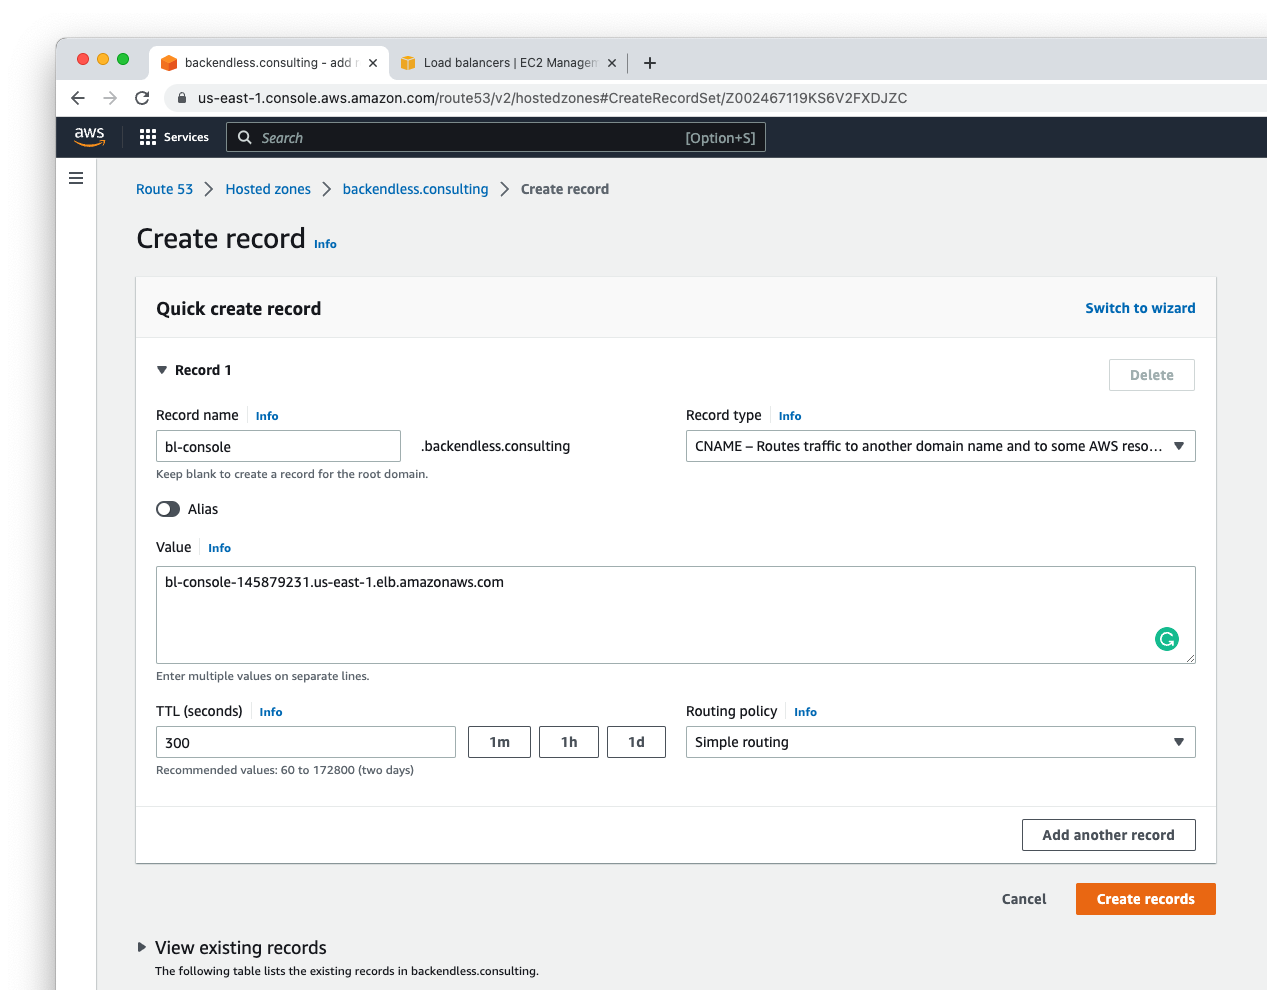 backendless.consulting - add
Load balancers | EC2 Managem
us-east-1.console.aws.amazon.com/route53/v2/hostedzones#CreateRecordSet/Z002467119KS6V2FXDJZC
aws
Services
Search
[Option+S]
Route 53 > Hosted zones > backendless.consulting > Create record
Create record Info
Quick create record
Switch to wizard
Record 1
Delete
Record name Info
Record type Info
bl-console
.backendless.consulting
CNAME – Routes traffic to another domain name and to some AWS reso...
Keep blank to create a record for the root domain.
Alias
Value Info
bl-console-145879231.us-east-1.elb.amazonaws.com
Enter multiple values on separate lines.
TTL (seconds) Info
Routing policy Info
300
1m
1h
1d
Simple routing
Recommended values: 60 to 172800 (two days)
Add another record
Cancel
Create records
View existing records
The following table lists the existing records in backendless.consulting.